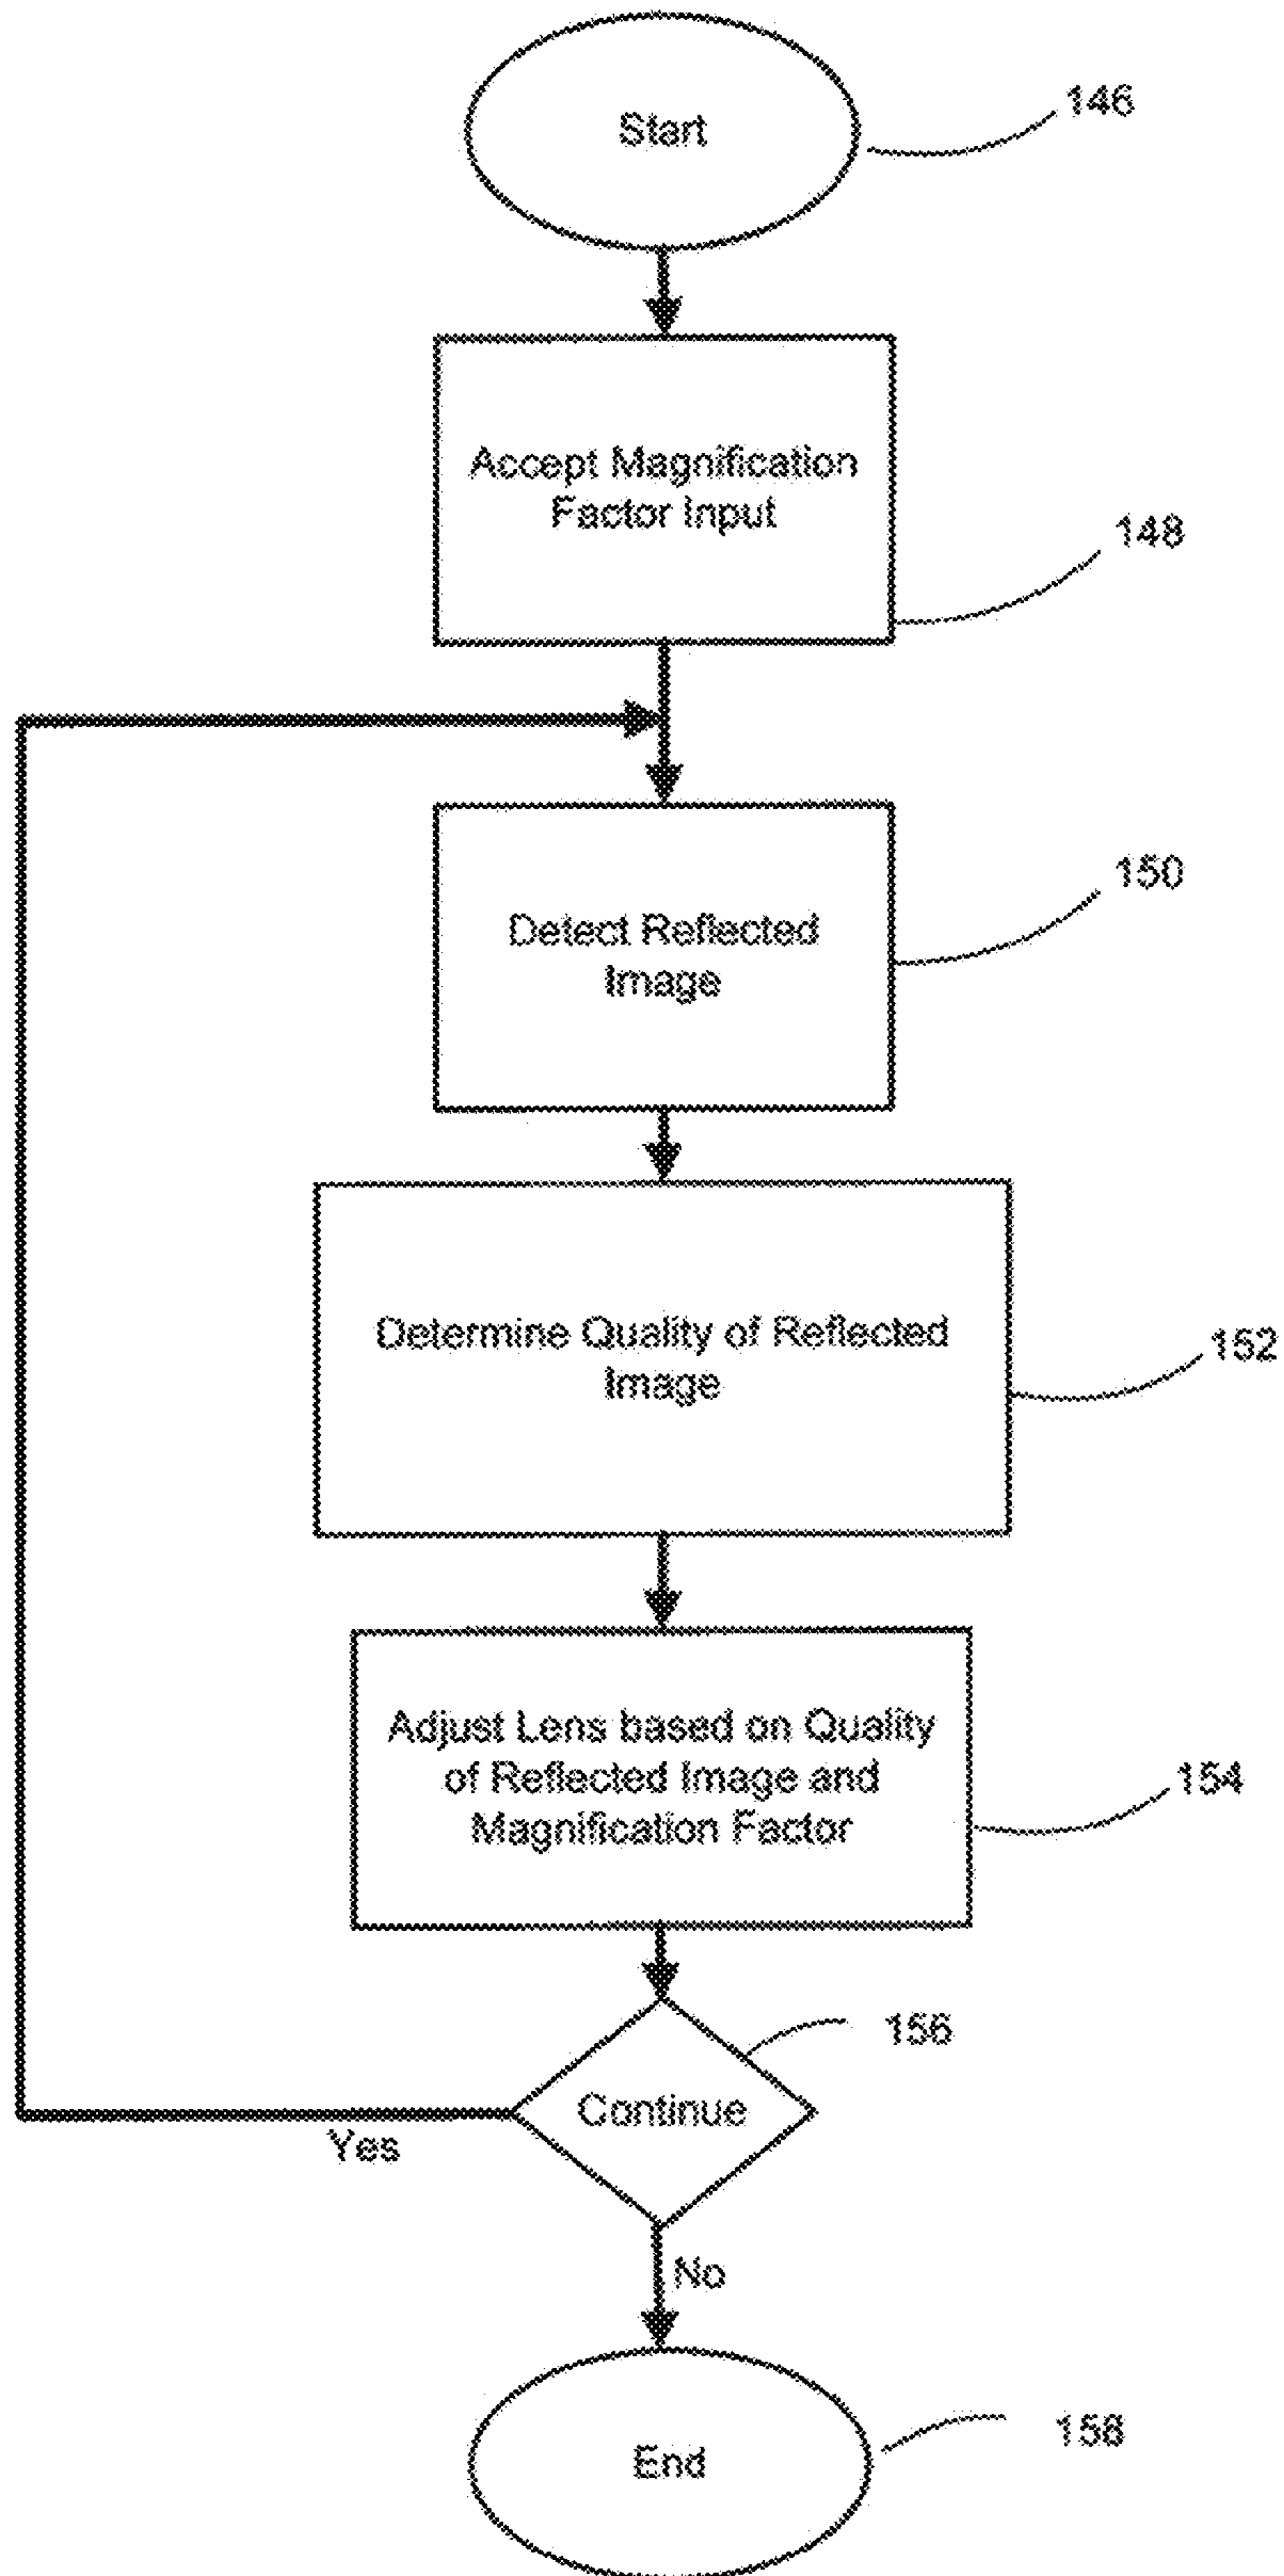 Start
146
Accept Magnification
Factor Input
148
150
Detect Reflected
Image
Determine Quality of Reflected
Image
152
Adjust Lens based on Quality
of Reflected Image and
Magnification Factor
154
156
Continue
Yes
No
158
End